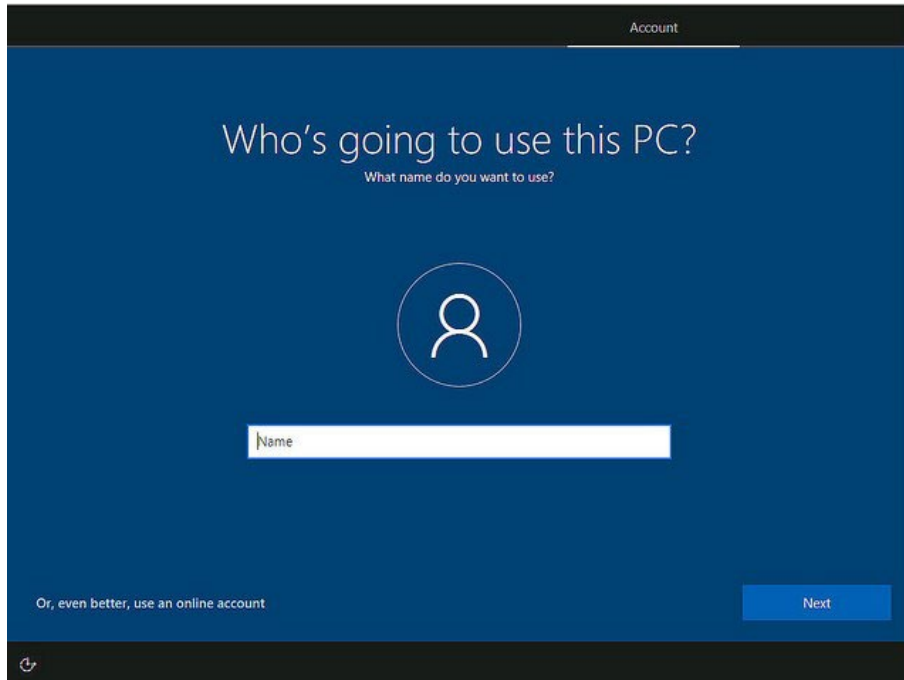 Account
Who's going to use this PC?
What name do you want to use?
Name
Or, even better, use an online account
Next